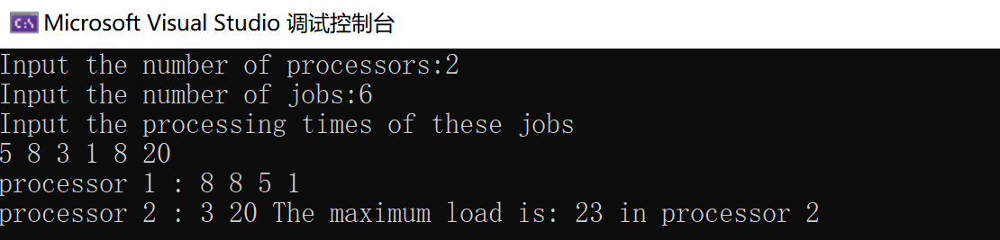 Microsoft Visual Studio 调试控制台
Input the number of processors:2
Input the number of jobs:6
Input the processing times of these jobs
5 8 3 1 8 20
processor 1 : 8 8 5 1
processor 2 : 3 20 The maximum load is: 23 in processor 2